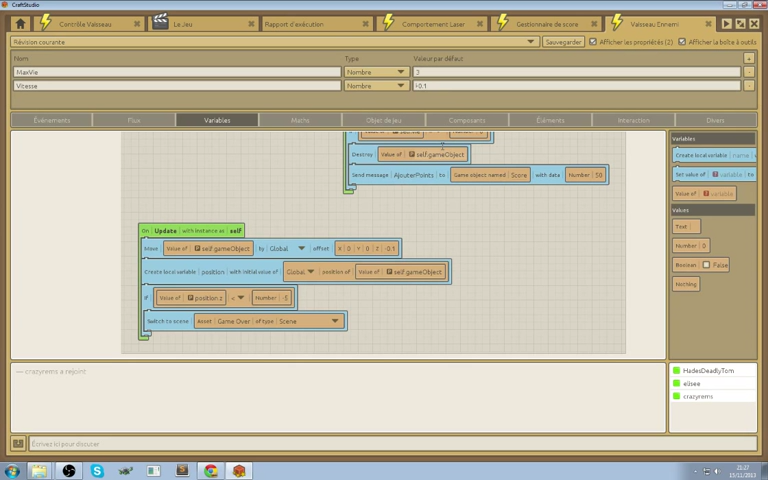 CraftStudio
Contrôle Vaisseau
Le Jeu
Rapport d'exécution
Comportement Laser
Gestionnaire de score
Vaisseau Ennemi
Révision courante
Sauvegarder
Afficher les propriétés (2)
Afficher la boîte à outils
Nom
Type
Valeur par défaut
MaxVie
Nombre
3
Vitesse
Nombre
-0.1
Événements
Flux
Variables
Maths
Objet de jeu
Composants
Éléments
Interaction
Divers
Destroy Value of self.gameObject
Send message AjouterPoints to Game object named Score with data Number 50
On Update with instance as self
Move Value of self.gameObject by Global offset X 0 Y 0 Z -0.1
Create local variable position with initial value of Global position of Value of self.gameObject
If Value of position.z < Number -5
Switch to scene Asset Game Over of type Scene
Variables
Create local variable name
Set value of variable to
Value of variable
Values
Text
Number 0
Boolean False
Nothing
— crazyrems a rejoint
HadesDeadlyTom
elisee
crazyrems
Écrivez ici pour discuter
21:27
15/11/2013